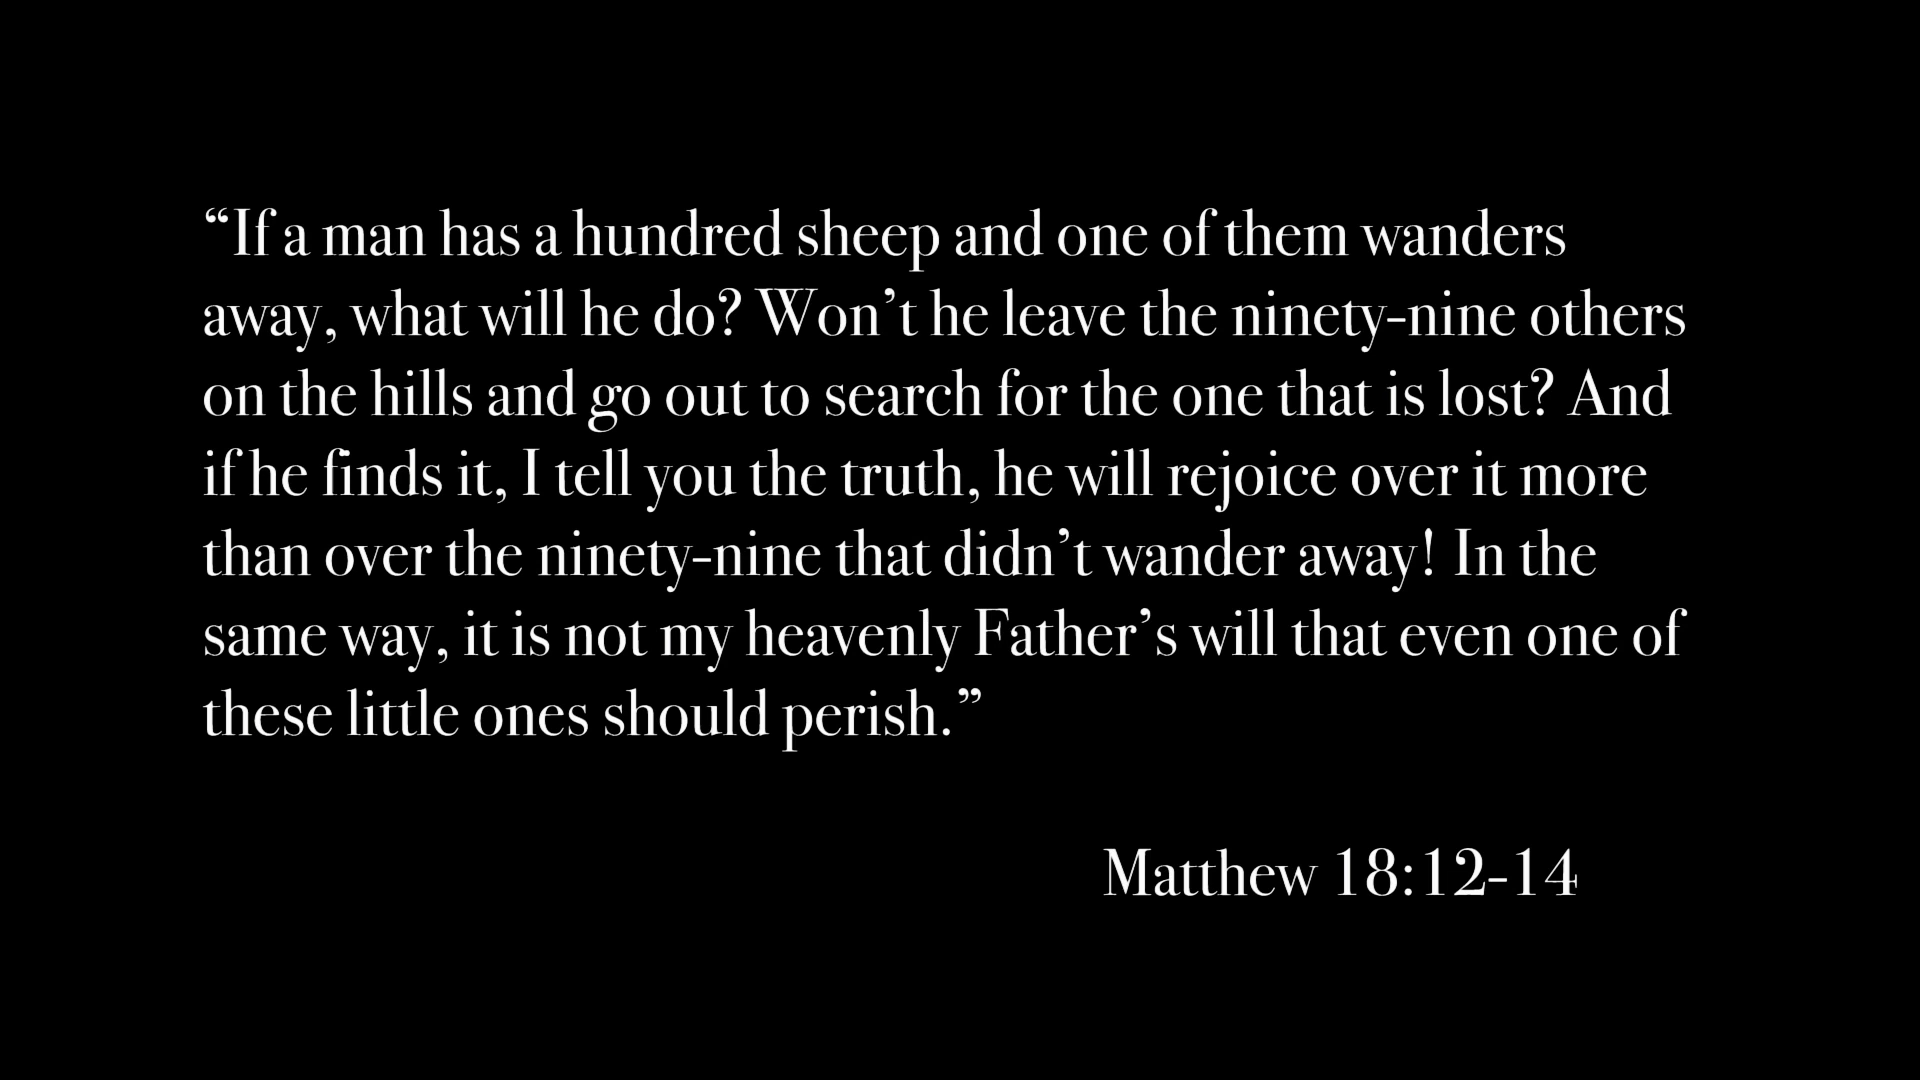 “If a man has a hundred sheep and one of them wanders
away, what will he do? Won’t he leave the ninety-nine others
on the hills and go out to search for the one that is lost? And
if he finds it, I tell you the truth, he will rejoice over it more
than over the ninety-nine that didn’t wander away! In the
same way, it is not my heavenly Father’s will that even one of
these little ones should perish.”
Matthew 18:12-14